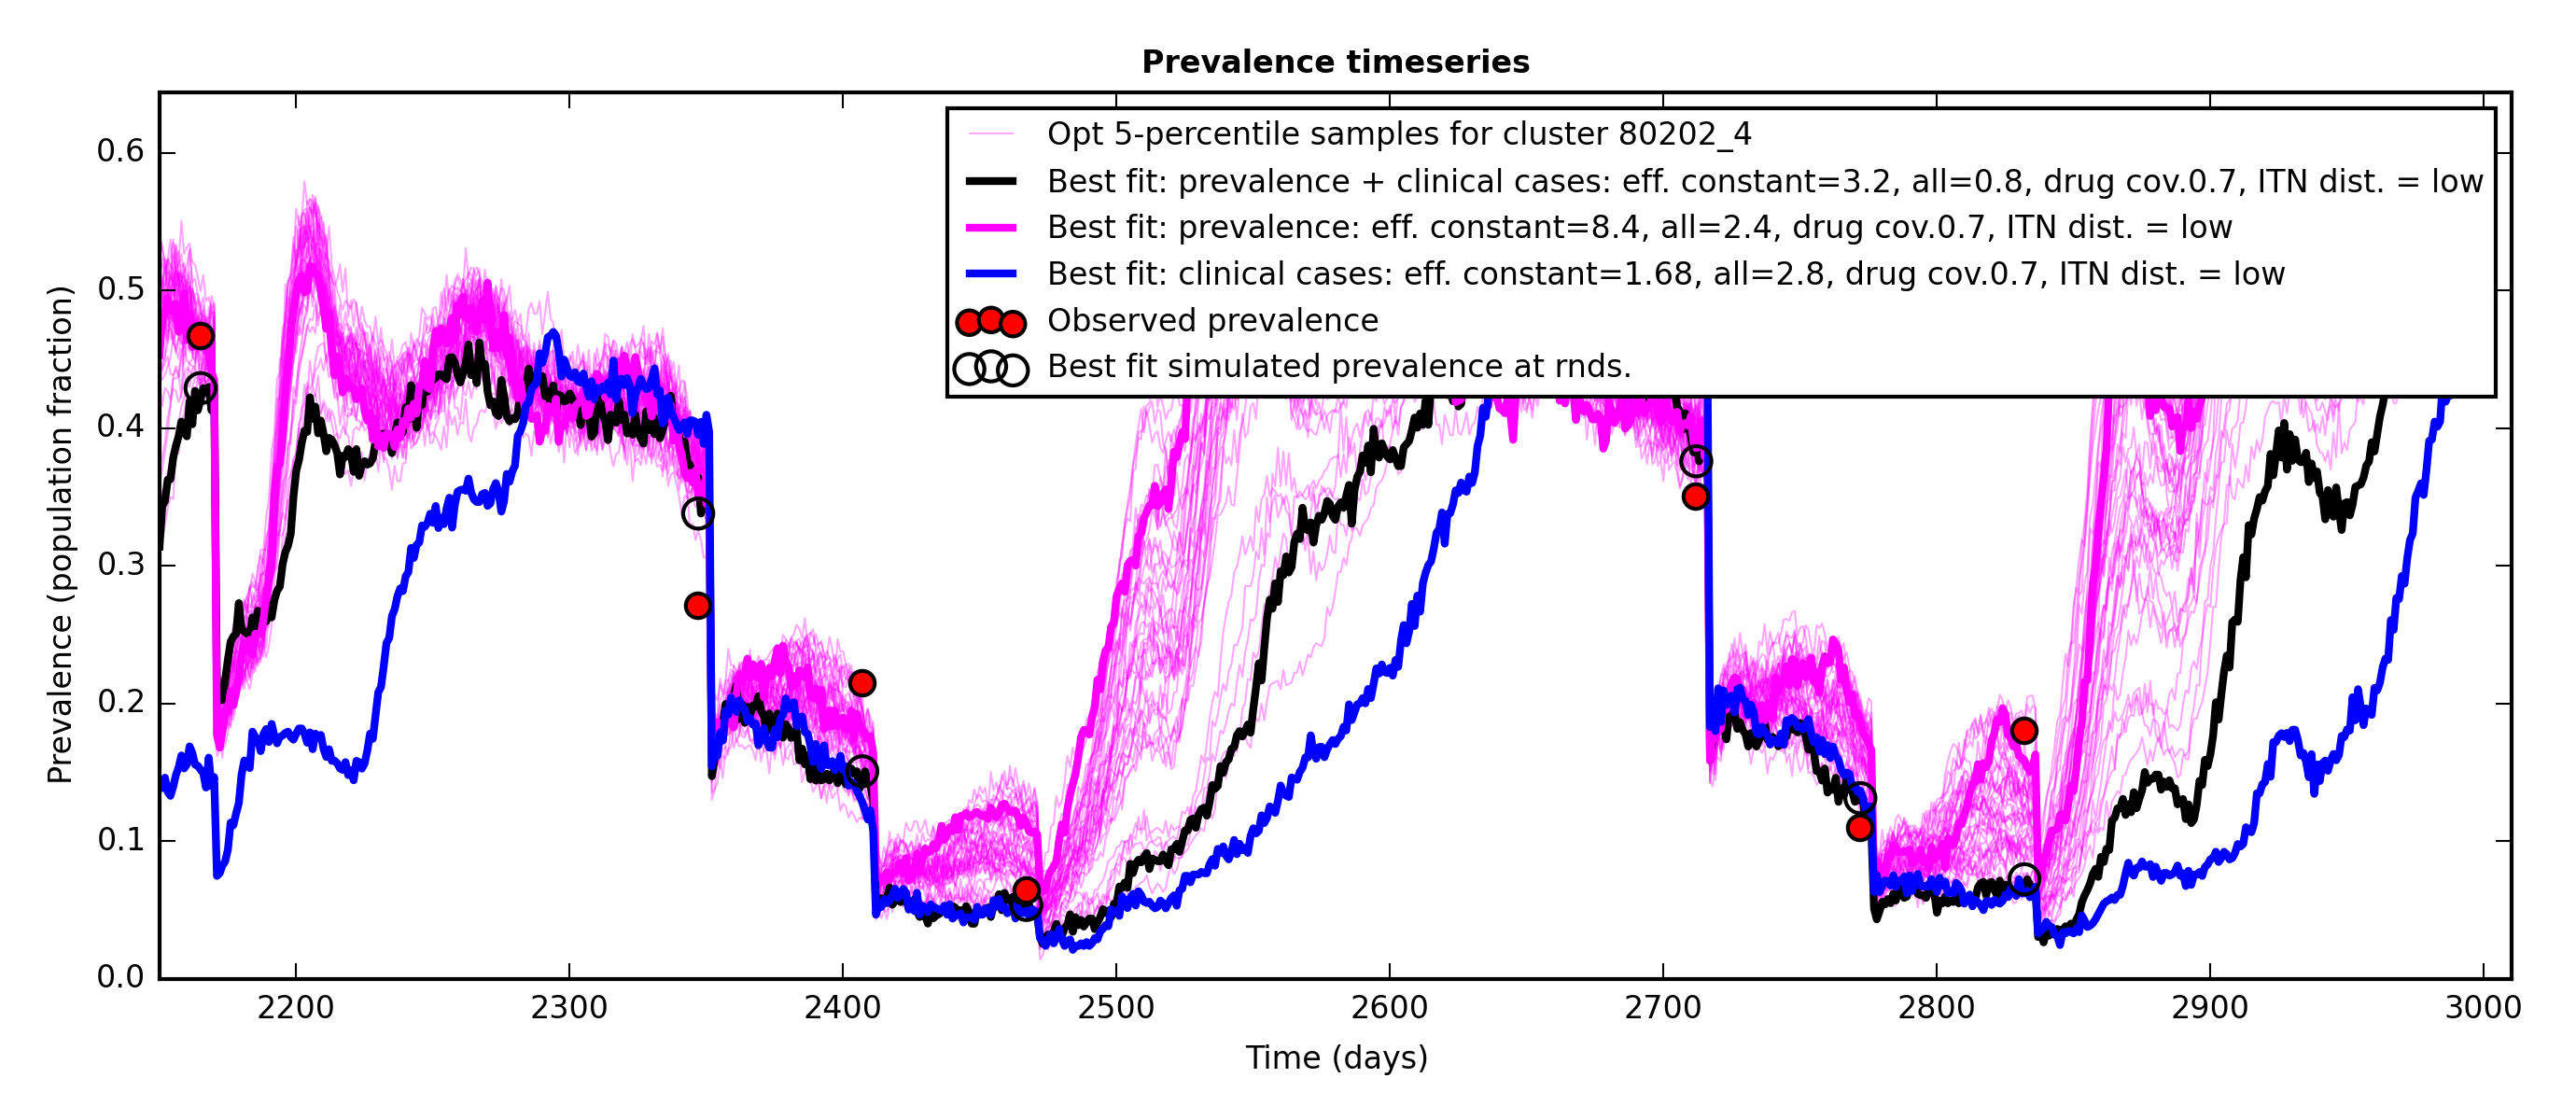 Prevalence timeseries
Opt 5-percentile samples for cluster 80202_4
Best fit: prevalence + clinical cases: eff. constant=3.2, all=0.8, drug cov.0.7, ITN dist. = low
Best fit: prevalence: eff. constant=8.4, all=2.4, drug cov.0.7, ITN dist. = low
Best fit: clinical cases: eff. constant=1.68, all=2.8, drug cov.0.7, ITN dist. = low
Observed prevalence
Best fit simulated prevalence at rnds.
Prevalence (population fraction)
0.6
0.5
0.4
0.3
0.2
0.1
0.0
2200 2300 2400 2500 2600 2700 2800 2900 3000
Time (days)